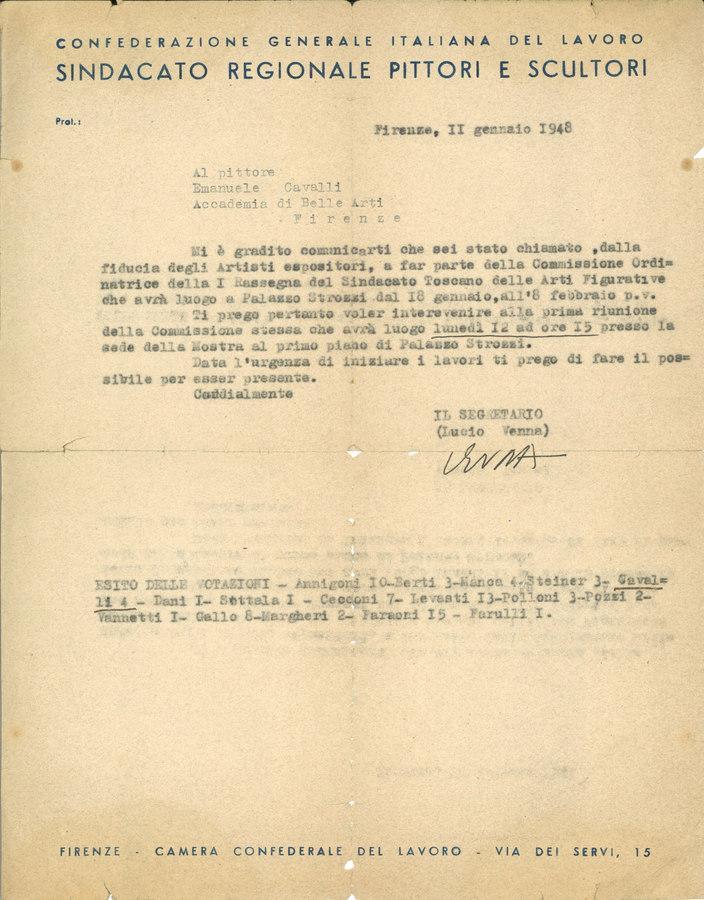 CONFEDERAZIONE GENERALE ITALIANA DEL LAVORO
SINDACATO REGIONALE PITTORI E SCULTORI
Prot.:
Firenze, II gennaio I948
Al pittore
Emanuele Cavalli
Accademia di Belle Arti
F i r e n z e
Mi è gradito comunicarti che sei stato chiamato ,dalla
fiducia degli Artisti espositori, a far parte della Commissione Ordi=
natrice della I Rassegna del Sindacato Toscano delle Arti Figurative
che avrà luogo a Palazzo Strozzi dal I8 gennaio,all'8 febbraio p.v.
Ti prego pertanto voler interevenire alla prima riunione
della Commissione stessa che avrà luogo lunedì I2 ad ore I5 presso la
sede della Mostra al primo piano di Palazzo Strozzi.
Data l'urgenza di iniziare i lavori ti prego di fare il pos=
sibile per esser presente.
Coddialmente
IL SEGRETARIO
(Lucio Venna)
VENNA
ESITO DELLE VOTAZIONI - Annigoni IO-Berti 3-Manca 4-Steiner 3- Caval=
li 4 - Dani I- Settala I - Cecconi 7- Levasti I3-Polloni 3-Pozzi 2-
Vannetti I- Gallo 8-Margheri 2- Faraoni I5 - Farulli I.
FIRENZE - CAMERA CONFEDERALE DEL LAVORO - VIA DEI SERVI, 15